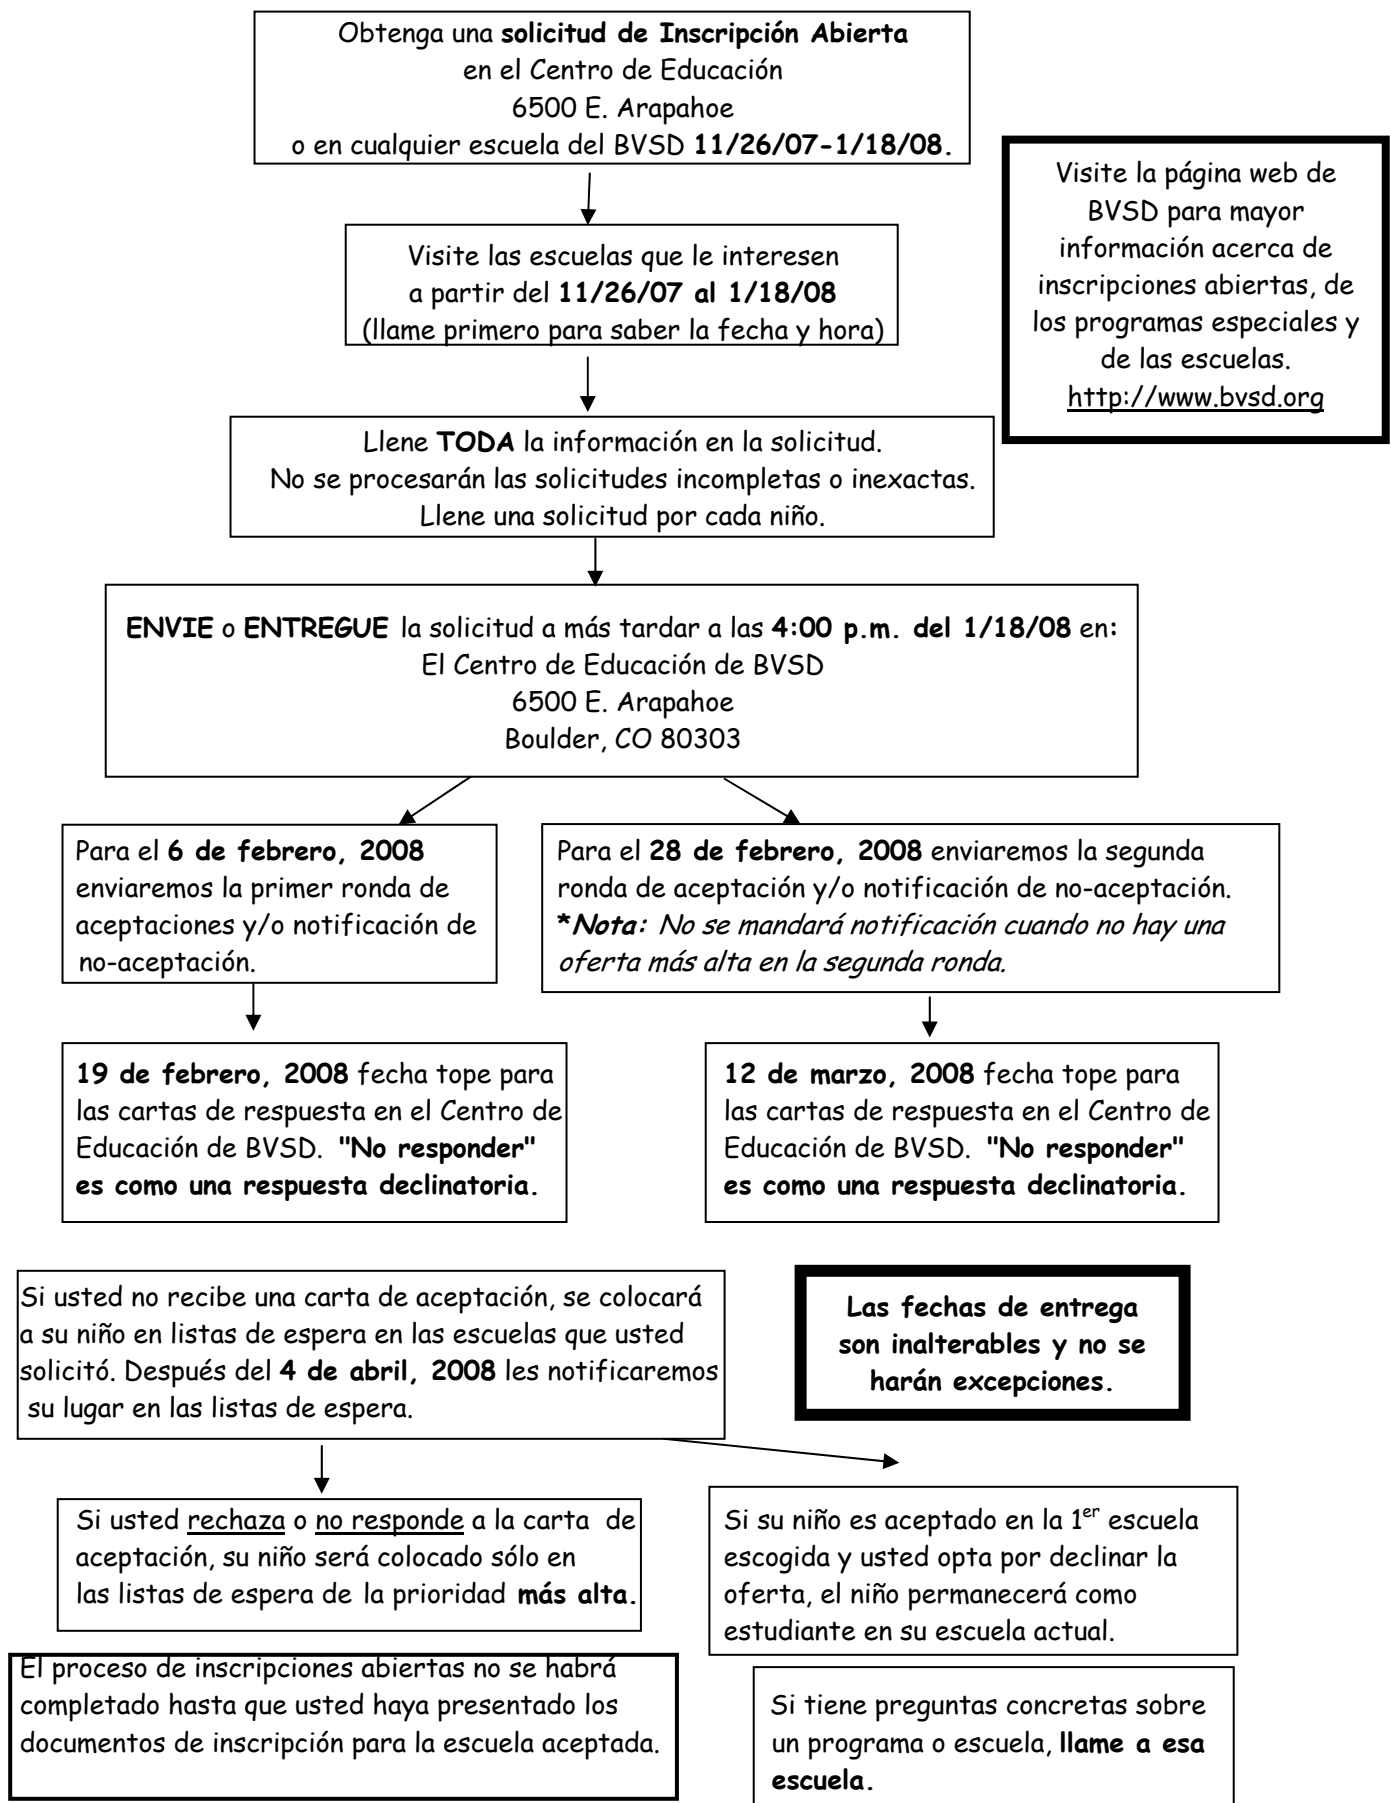 Obtenga una solicitud de Inscripción Abierta
en el Centro de Educación
6500 E. Arapahoe
o en cualquier escuela del BVSD 11/26/07-1/18/08.
Visite la página web de
BVSD para mayor
información acerca de
inscripciones abiertas, de
los programas especiales y
de las escuelas.
http://www.bvsd.org
Visite las escuelas que le interesen
a partir del 11/26/07 al 1/18/08
(llame primero para saber la fecha y hora)
Llene TODA la información en la solicitud.
No se procesarán las solicitudes incompletas o inexactas.
Llene una solicitud por cada niño.
ENVIE o ENTREGUE la solicitud a más tardar a las 4:00 p.m. del 1/18/08 en:
El Centro de Educación de BVSD
6500 E. Arapahoe
Boulder, CO 80303
Para el 6 de febrero, 2008
enviaremos la primer ronda de
aceptaciones y/o notificación de
no-aceptación.
Para el 28 de febrero, 2008 enviaremos la segunda
ronda de aceptación y/o notificación de no-aceptación.
*Nota: No se mandará notificación cuando no hay una
oferta más alta en la segunda ronda.
19 de febrero, 2008 fecha tope para
las cartas de respuesta en el Centro de
Educación de BVSD. "No responder"
es como una respuesta declinatoria.
12 de marzo, 2008 fecha tope para
las cartas de respuesta en el Centro de
Educación de BVSD. "No responder"
es como una respuesta declinatoria.
Si usted no recibe una carta de aceptación, se colocará
a su niño en listas de espera en las escuelas que usted
solicitó. Después del 4 de abril, 2008 les notificaremos
su lugar en las listas de espera.
Las fechas de entrega
son inalterables y no se
harán excepciones.
Si usted rechaza o no responde a la carta de
aceptación, su niño será colocado sólo en
las listas de espera de la prioridad más alta.
Si su niño es aceptado en la 1er escuela
escogida y usted opta por declinar la
oferta, el niño permanecerá como
estudiante en su escuela actual.
El proceso de inscripciones abiertas no se habrá
completado hasta que usted haya presentado los
documentos de inscripción para la escuela aceptada.
Si tiene preguntas concretas sobre
un programa o escuela, llame a esa
escuela.